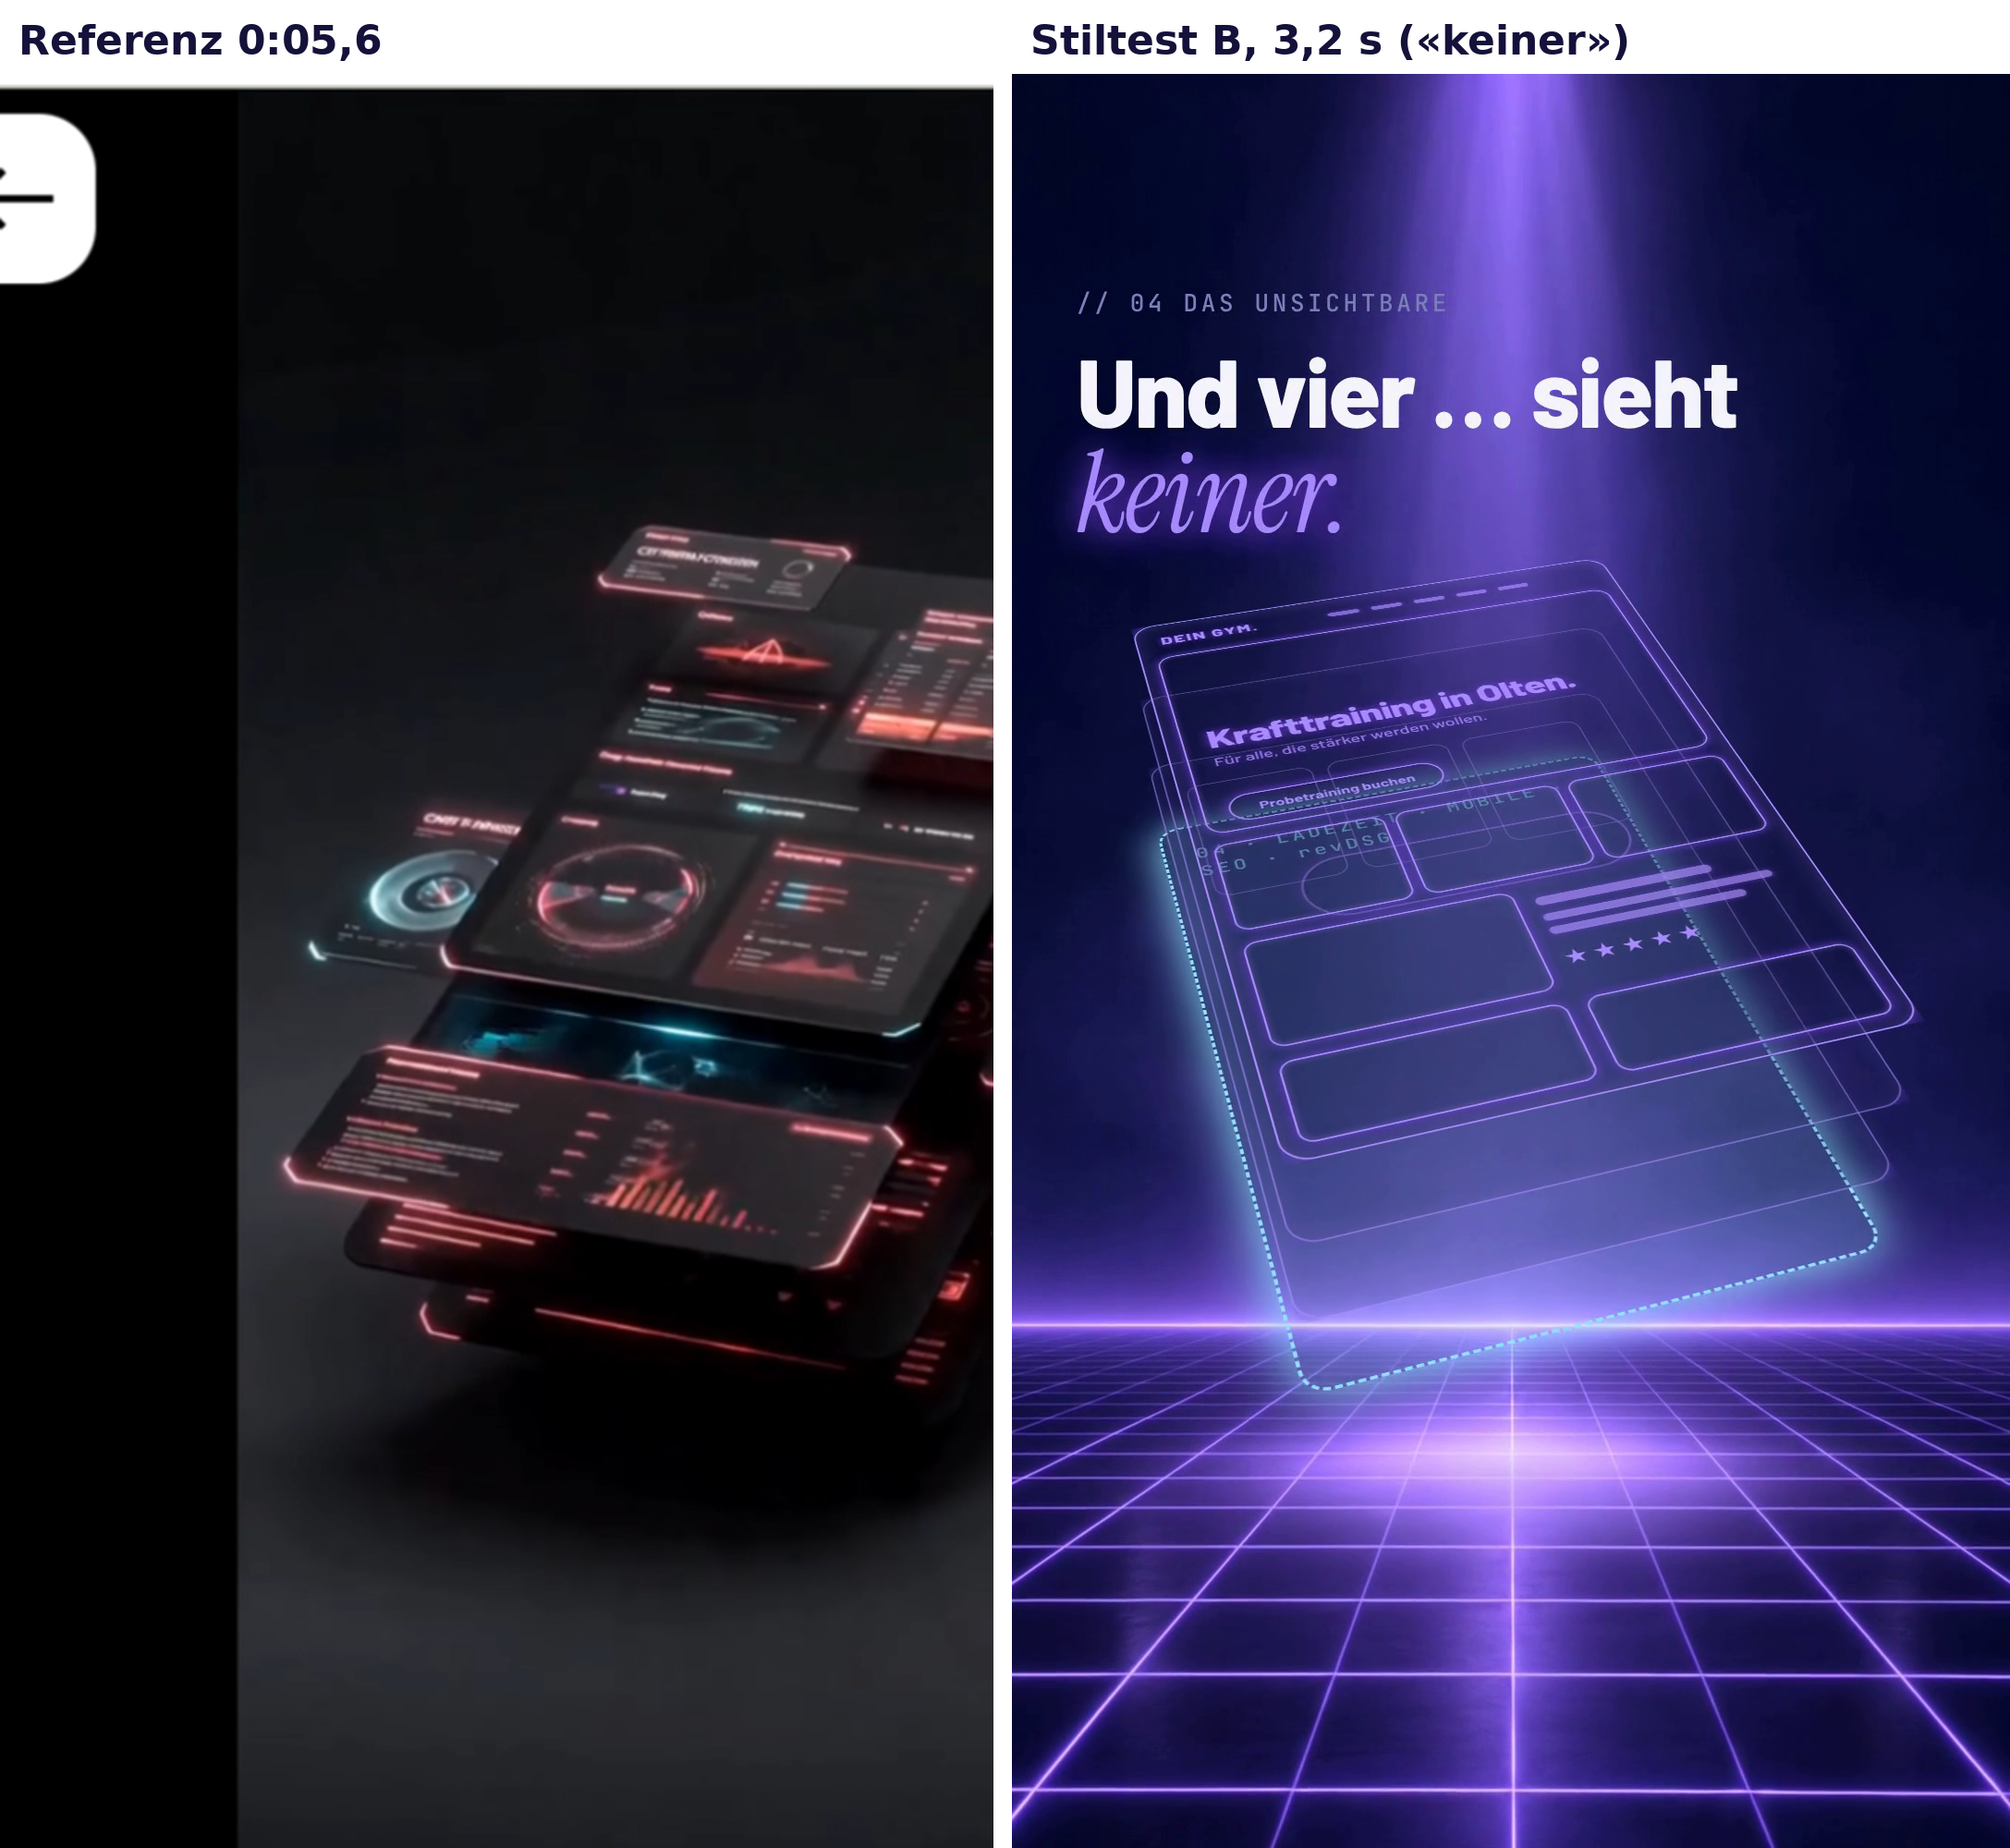 Referenz 0:05,6
Stiltest B, 3,2 s («keiner»)
// 04 DAS UNSICHTBARE
Und vier ... sieht
keiner.
DEIN GYM.
Krafttraining in Olten.
Für alle, die stärker werden wollen.
Probetraining buchen
04 · LADEZEIT · MOBILE ·
SEO · revDSG